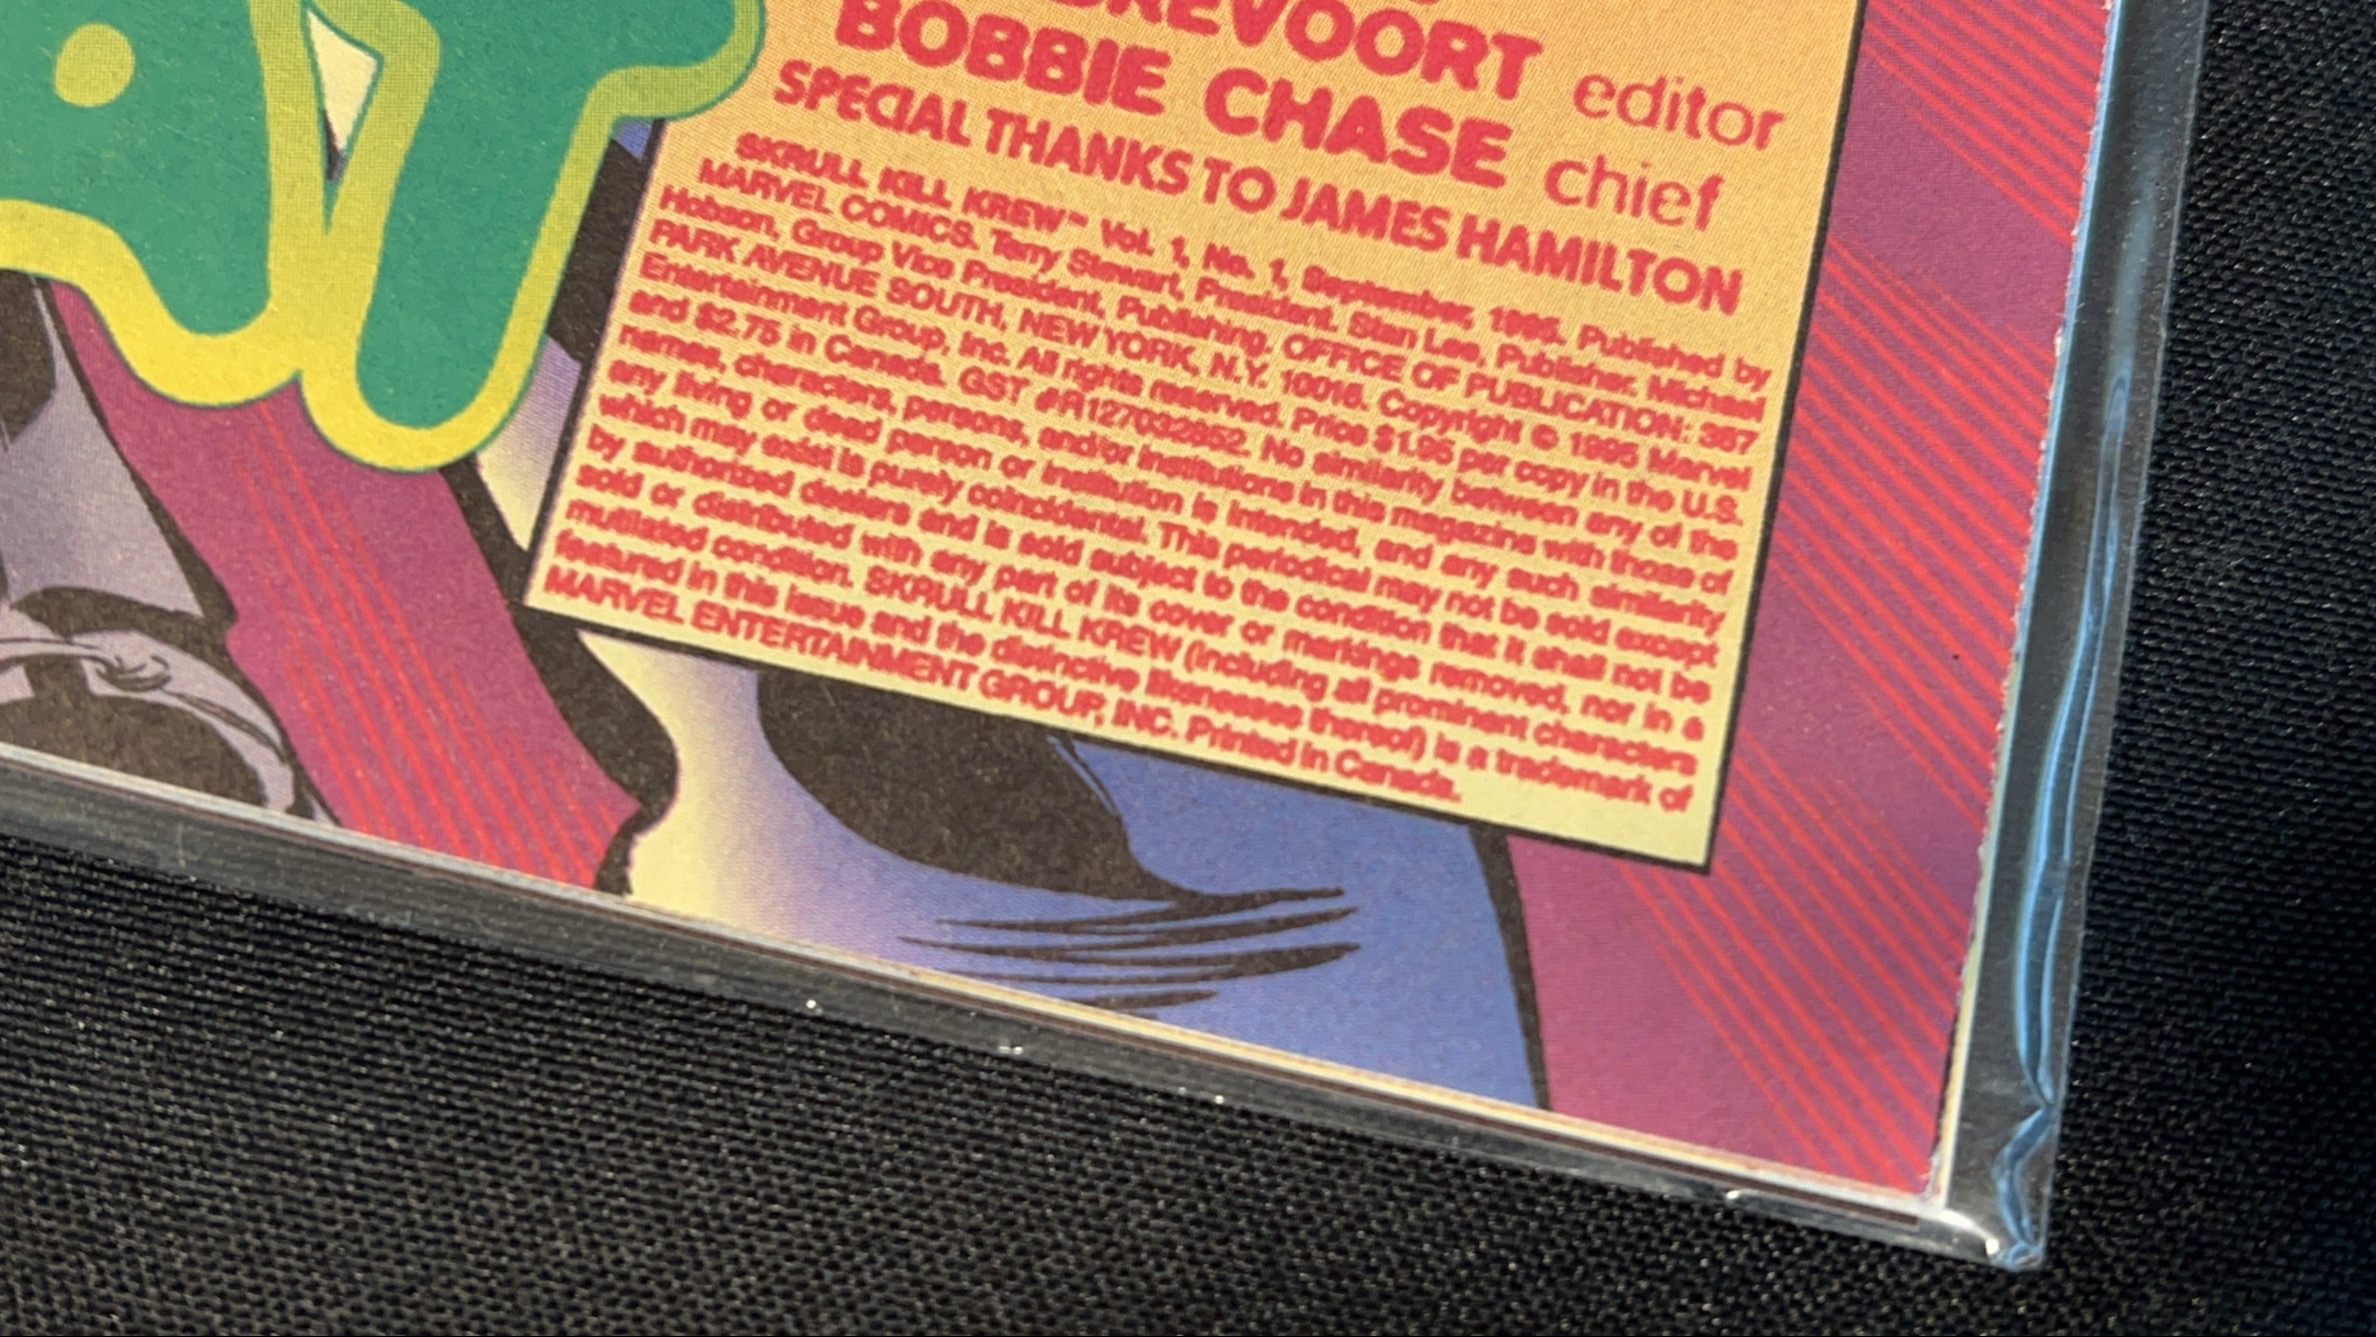 AT
REVOORT editor
BOBBIE CHASE chief
SPECIAL THANKS TO JAMES HAMILTON
SKRULL KILL KREW™ Vol. 1, No. 1, September, 1995. Published by
MARVEL COMICS. Terry Stewart, President. Stan Lee, Publisher. Michael
Hobson, Group Vice President, Publishing. OFFICE OF PUBLICATION: 387
PARK AVENUE SOUTH, NEW YORK, N.Y. 10016. Copyright © 1995 Marvel
Entertainment Group, Inc. All rights reserved. Price $1.95 per copy in the U.S.
and $2.75 in Canada. GST #R127032852. No similarity between any of the
names, characters, persons, and/or institutions in this magazine with those of
any living or dead person or institution is intended, and any such similarity
which may exist is purely coincidental. This periodical may not be sold except
by authorized dealers and is sold subject to the condition that it shall not be
sold or distributed with any part of its cover or markings removed, nor in a
mutilated condition. SKRULL KILL KREW (including all prominent characters
featured in this issue and the distinctive likenesses thereof) is a trademark of
MARVEL ENTERTAINMENT GROUP, INC. Printed in Canada.